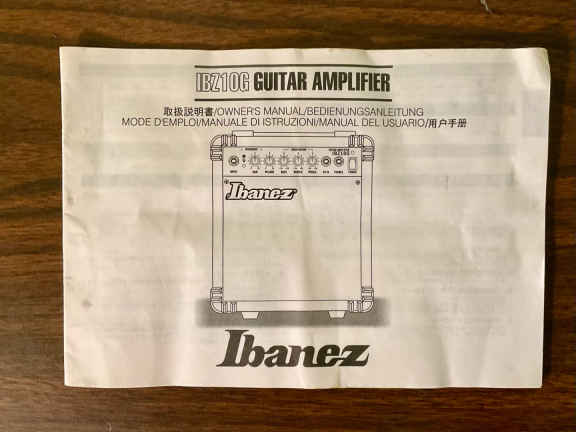 IBZ10G GUITAR AMPLIFIER
取扱説明書/OWNER'S MANUAL/BEDIENUNGSANLEITUNG
MODE D'EMPLOI/MANUALE DI ISTRUZIONI/MANUAL DEL USUARIO/用户手册
IBZ10G
Ibanez
Ibanez